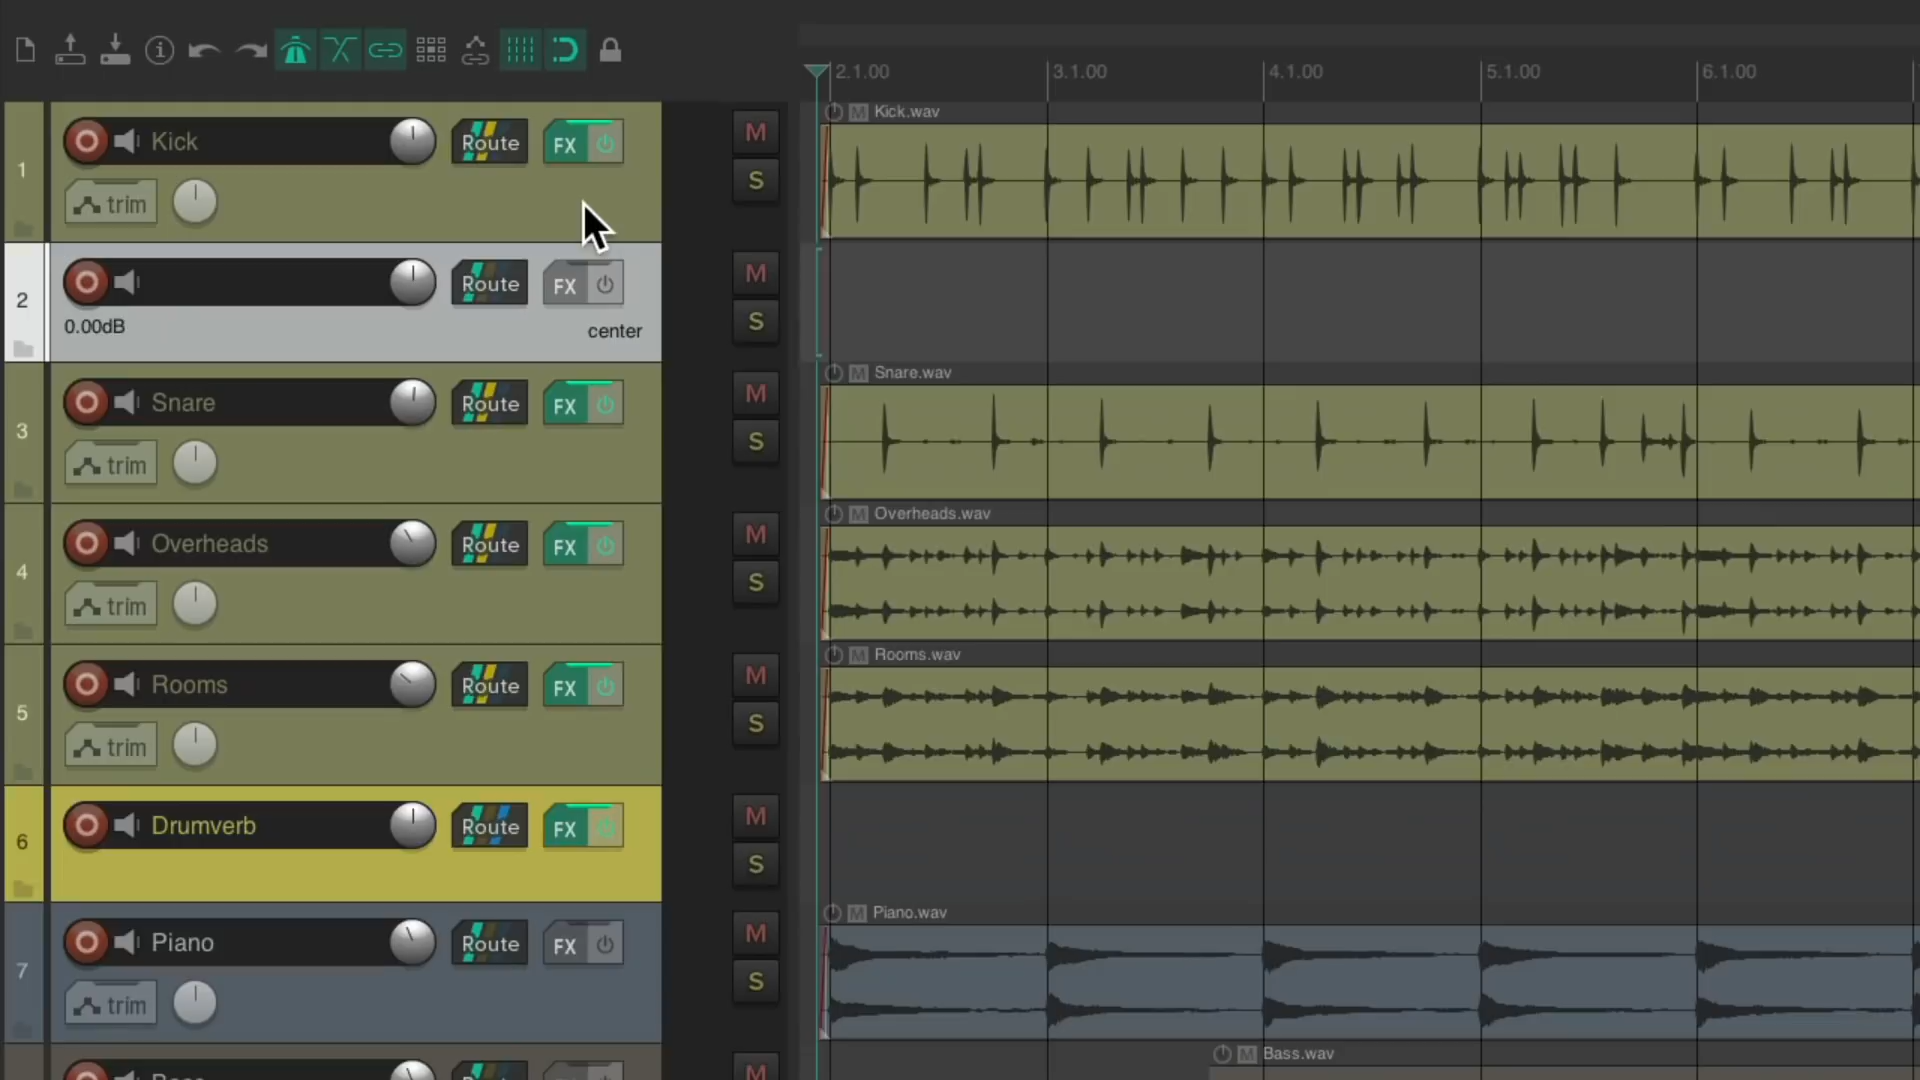 2.1.00 3.1.00 4.1.00 5.1.00 6.1.00
1 Kick Route FX M S
trim
M Kick.wav
2 Route FX M S
0.00dB center
3 Snare Route FX M S
trim
M Snare.wav
4 Overheads Route FX M S
trim
M Overheads.wav
5 Rooms Route FX M S
trim
M Rooms.wav
6 Drumverb Route FX M S
7 Piano Route FX M S
trim
M Piano.wav
M
M Bass.wav